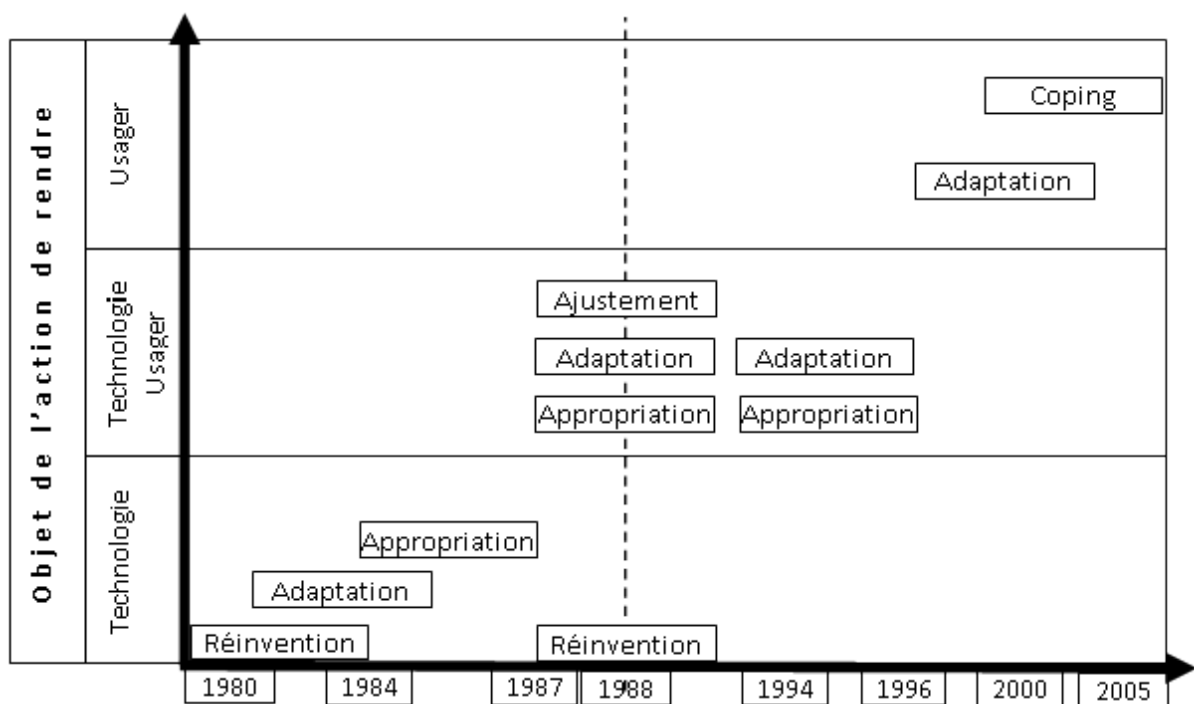 Objet de l'action de rendre
Usager
Coping
Adaptation
Technologie
Usager
Ajustement
Adaptation
Adaptation
Appropriation
Appropriation
Technologie
Appropriation
Adaptation
Réinvention
Réinvention
1980
1984
1987
1988
1994
1996
2000
2005